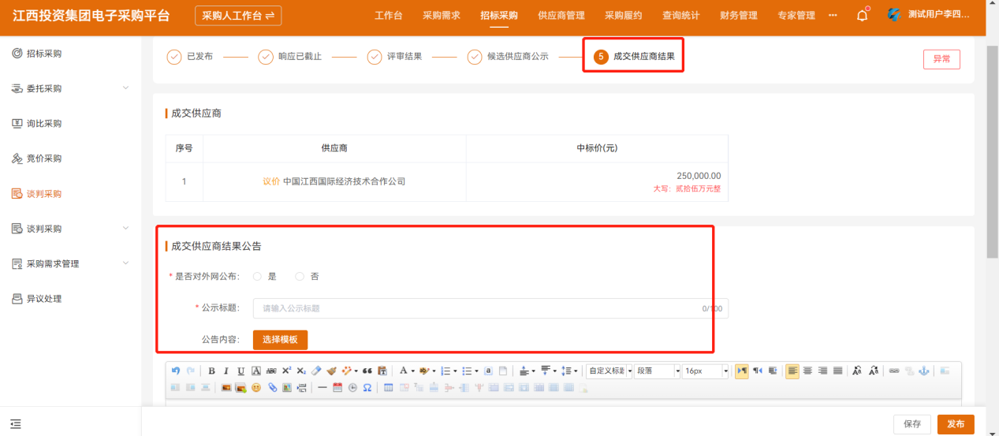 江西投资集团电子采购平台
采购人工作台
工作台 采购需求 招标采购 供应商管理 采购履约 查询统计 财务管理 专家管理 ···
测试用户李四...
招标采购
委托采购
询比采购
竞价采购
谈判采购
谈判采购
采购需求管理
异议处理
已发布 响应已截止 评审结果 候选供应商公示 5 成交供应商结果
异常
成交供应商
序号 供应商 中标价(元)
1 议价 中国江西国际经济技术合作公司 250,000.00
大写: 贰拾伍万元整
成交供应商结果公告
* 是否对外网公布: 是 否
* 公示标题: 请输入公示标题 0/100
公告内容: 选择模板
自定义标题 段落 16px
保存 发布